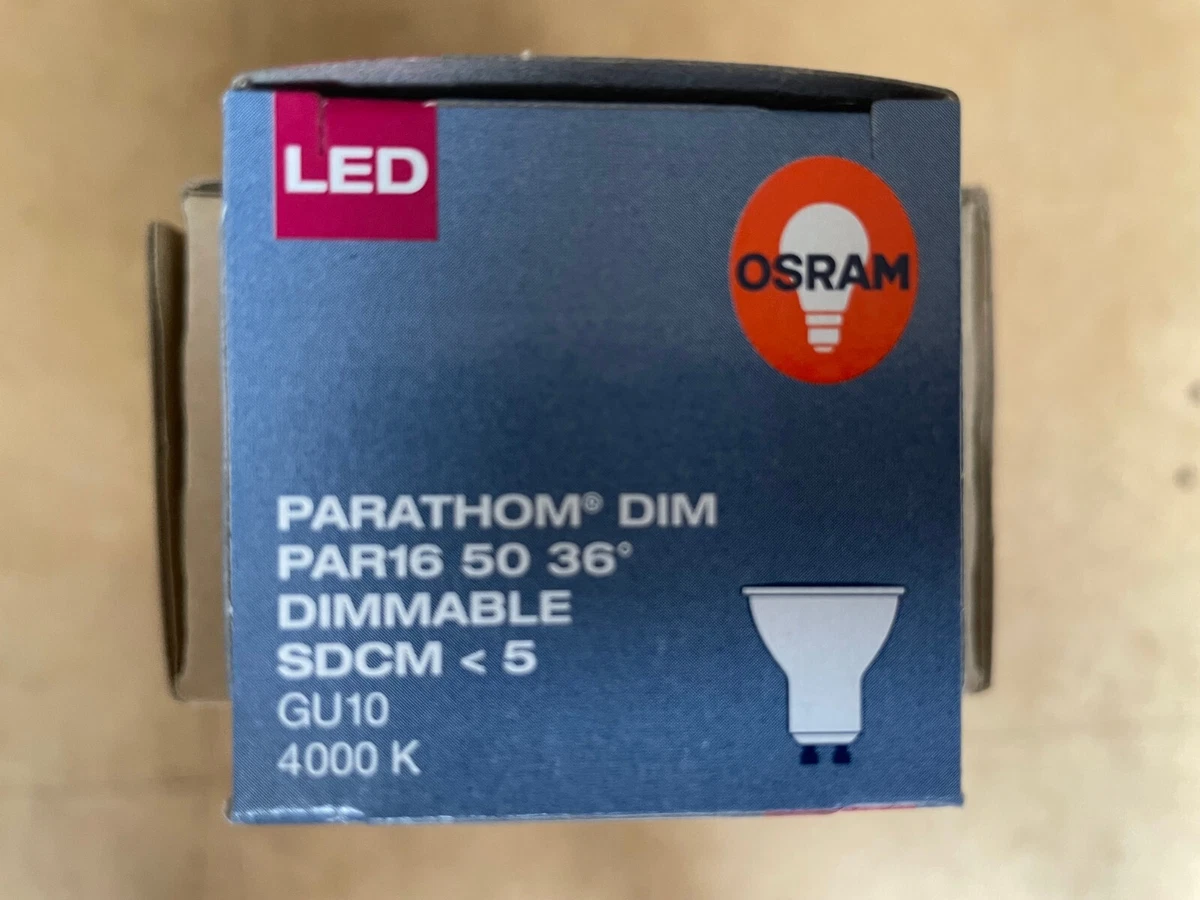 LED
OSRAM
PARATHOM® DIM
PAR16 50 36°
DIMMABLE
SDCM < 5
GU10
4000 K